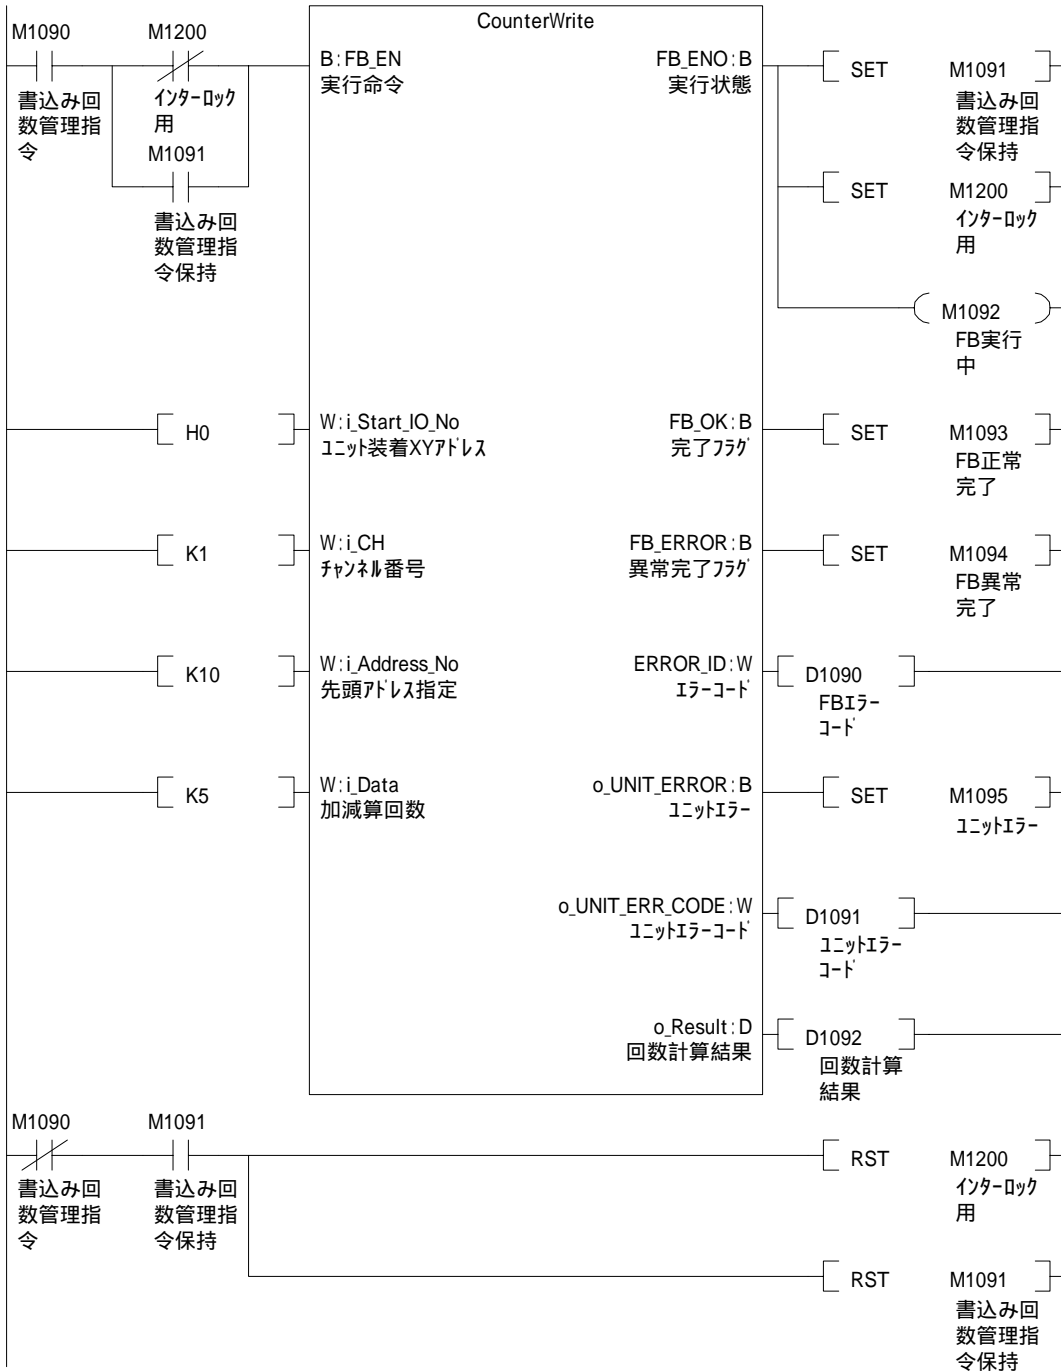 CounterWrite
M1090
M1200
書込み回
数管理指
令
インターロック
用
M1091
書込み回
数管理指
令保持
B:FB_EN
実行命令
FB_ENO:B
実行状態
SET M1091
書込み回
数管理指
令保持
SET M1200
インターロック
用
M1092
FB実行
中
H0
W:i_Start_IO_No
ユニット装着XYアドレス
FB_OK:B
完了フラグ
SET M1093
FB正常
完了
K1
W:i_CH
チャンネル番号
FB_ERROR:B
異常完了フラグ
SET M1094
FB異常
完了
K10
W:i_Address_No
先頭アドレス指定
ERROR_ID:W
エラーコード
D1090
FBエラー
コード
K5
W:i_Data
加減算回数
o_UNIT_ERROR:B
ユニットエラー
SET M1095
ユニットエラー
o_UNIT_ERR_CODE:W
ユニットエラーコード
D1091
ユニットエラー
コード
o_Result:D
回数計算結果
D1092
回数計算
結果
M1090
M1091
書込み回
数管理指
令
書込み回
数管理指
令保持
RST M1200
インターロック
用
RST M1091
書込み回
数管理指
令保持